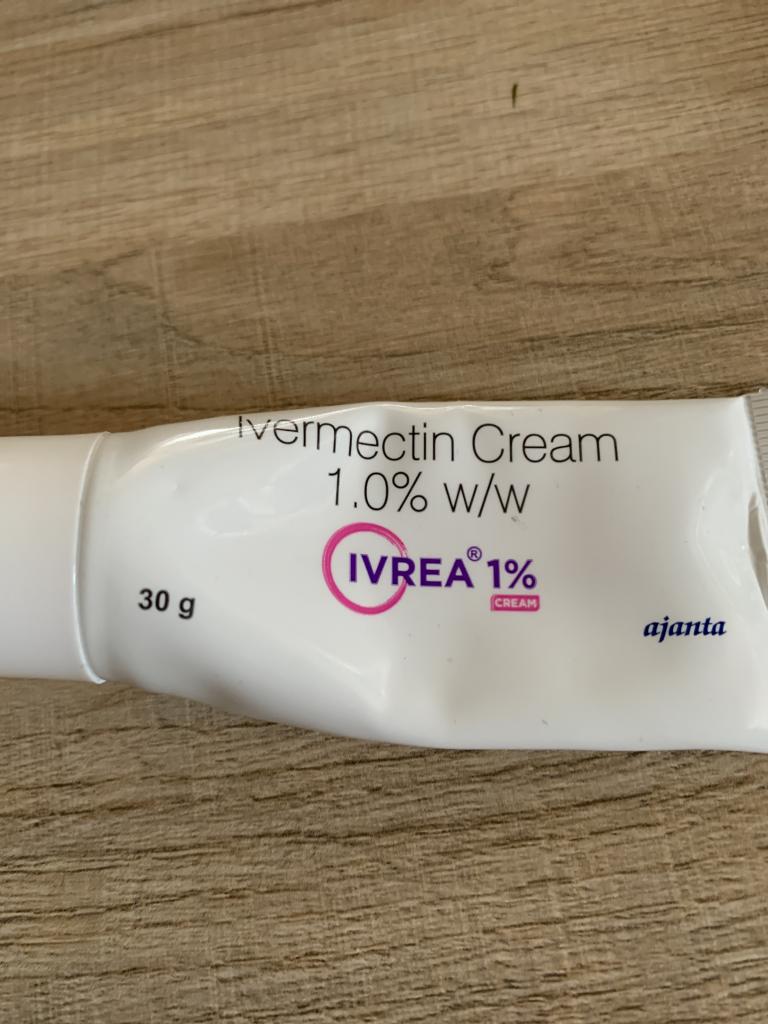 Ivermectin Cream
1.0% w/w
IVREA® 1%
CREAM
30 g
ajanta